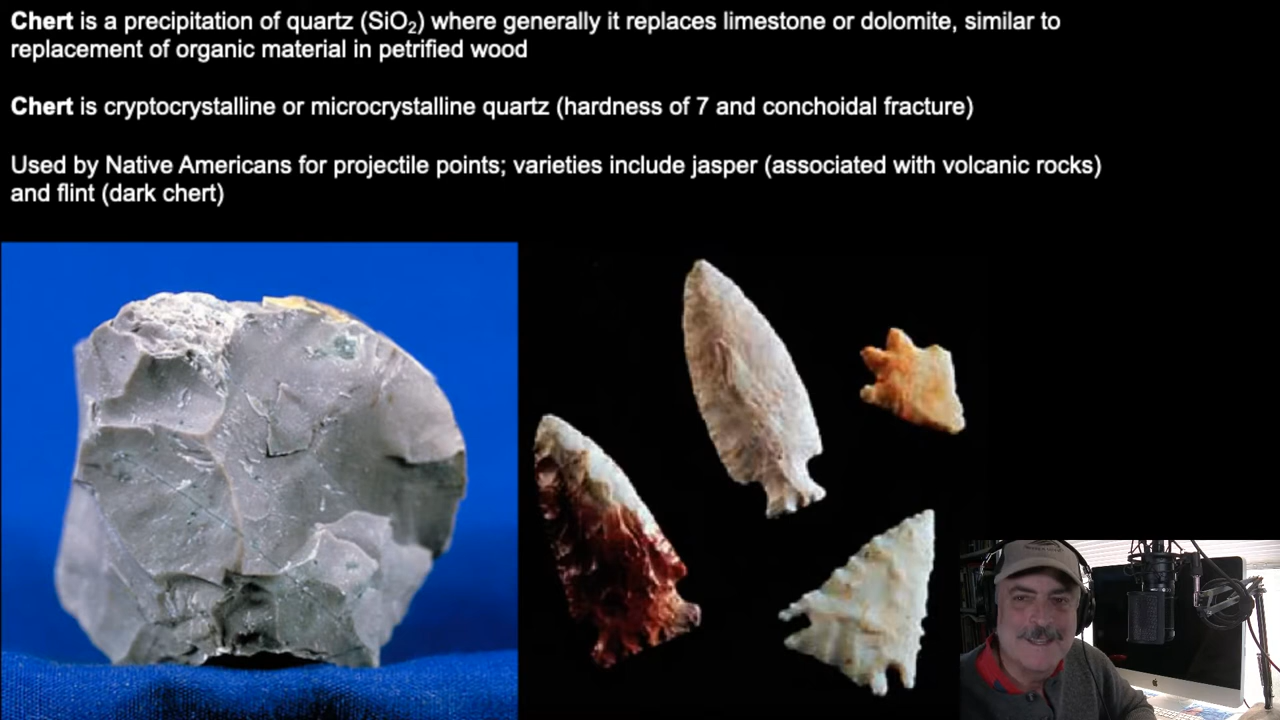 Chert is a precipitation of quartz (SiO₂) where generally it replaces limestone or dolomite, similar to
replacement of organic material in petrified wood
Chert is cryptocrystalline or microcrystalline quartz (hardness of 7 and conchoidal fracture)
Used by Native Americans for projectile points; varieties include jasper (associated with volcanic rocks)
and flint (dark chert)